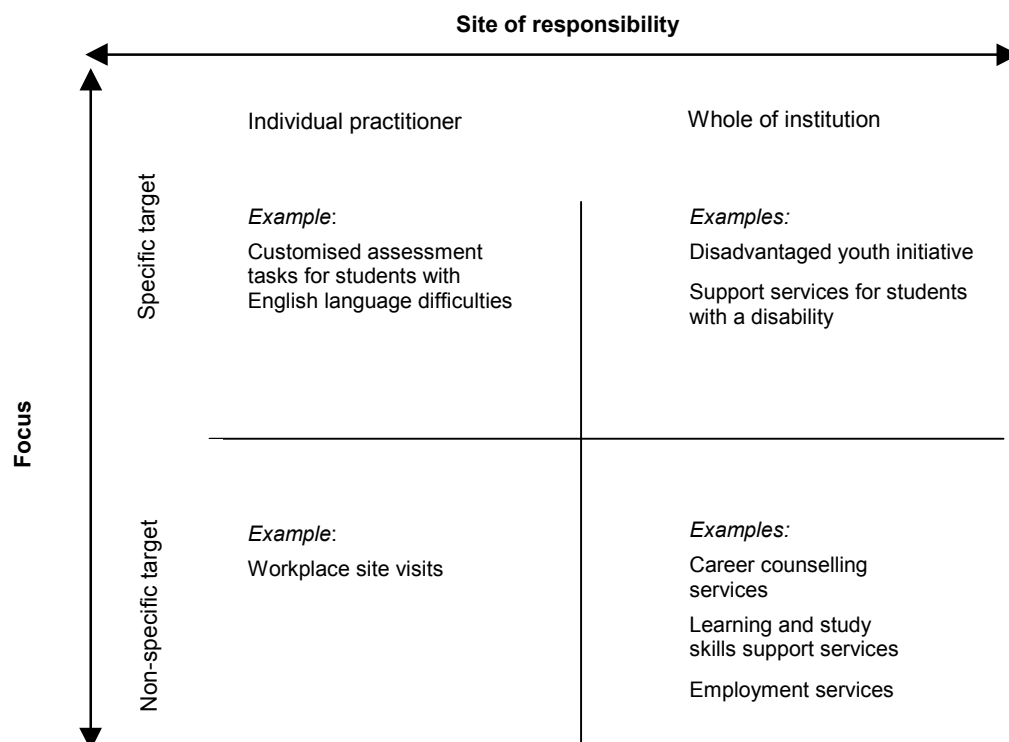 Site of responsibility
Individual practitioner
Whole of institution
Focus
Specific target
Example:
Customised assessment
tasks for students with
English language difficulties
Examples:
Disadvantaged youth initiative
Support services for students
with a disability
Non-specific target
Example:
Workplace site visits
Examples:
Career counselling
services
Learning and study
skills support services
Employment services